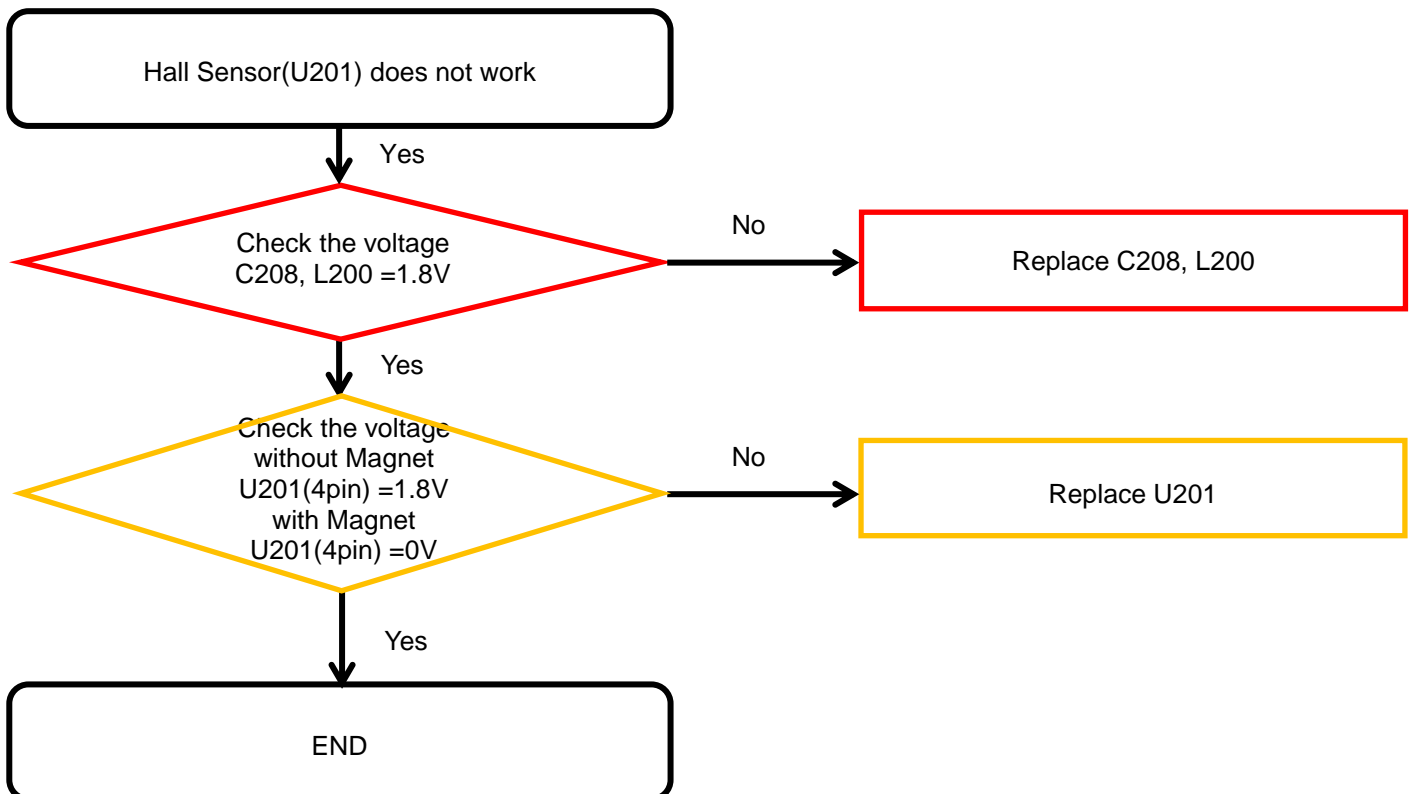 Hall Sensor(U201) does not work
Yes
Check the voltage
C208, L200 =1.8V
No
Replace C208, L200
Yes
Check the voltage
without Magnet
U201(4pin) =1.8V
with Magnet
U201(4pin) =0V
No
Replace U201
Yes
END